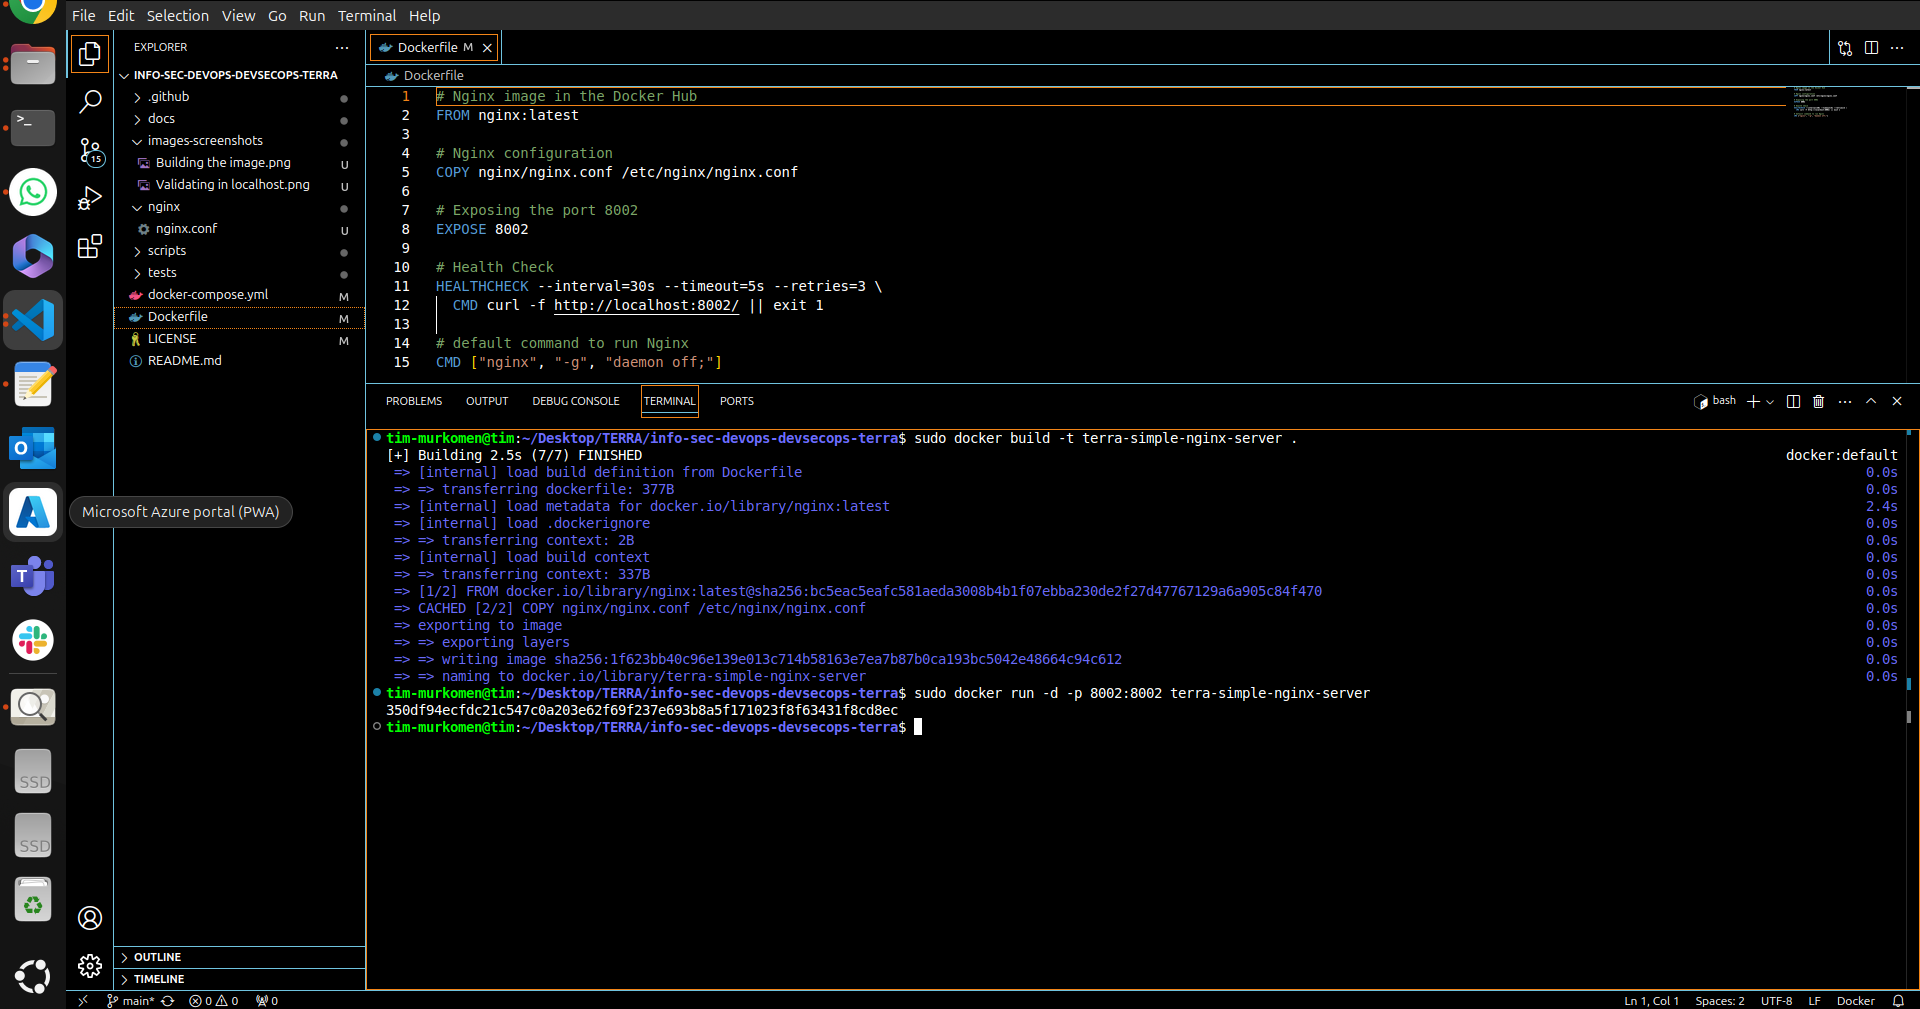 File Edit Selection View Go Run Terminal Help
EXPLORER
INFO-SEC-DEVOPS-DEVSECOPS-TERRA
.github
docs
images-screenshots
Building the image.png U
Validating in localhost.png U
nginx
nginx.conf U
scripts
tests
docker-compose.yml M
Dockerfile M
LICENSE M
README.md
OUTLINE
TIMELINE
15
>_
Microsoft Azure portal (PWA)
SSD
SSD
Dockerfile M
Dockerfile
1 # Nginx image in the Docker Hub
2 FROM nginx:latest
3
4 # Nginx configuration
5 COPY nginx/nginx.conf /etc/nginx/nginx.conf
6
7 # Exposing the port 8002
8 EXPOSE 8002
9
10 # Health Check
11 HEALTHCHECK --interval=30s --timeout=5s --retries=3 \
12 CMD curl -f http://localhost:8002/ || exit 1
13
14 # default command to run Nginx
15 CMD ["nginx", "-g", "daemon off;"]
PROBLEMS OUTPUT DEBUG CONSOLE TERMINAL PORTS
bash
tim-murkomen@tim:~/Desktop/TERRA/info-sec-devops-devsecops-terra$ sudo docker build -t terra-simple-nginx-server .
[+] Building 2.5s (7/7) FINISHED docker:default
=> [internal] load build definition from Dockerfile 0.0s
=> => transferring dockerfile: 377B 0.0s
=> [internal] load metadata for docker.io/library/nginx:latest 2.4s
=> [internal] load .dockerignore 0.0s
=> => transferring context: 2B 0.0s
=> [internal] load build context 0.0s
=> => transferring context: 337B 0.0s
=> [1/2] FROM docker.io/library/nginx:latest@sha256:bc5eac5eafc581aeda3008b4b1f07ebba230de2f27d47767129a6a905c84f470 0.0s
=> CACHED [2/2] COPY nginx/nginx.conf /etc/nginx/nginx.conf 0.0s
=> exporting to image 0.0s
=> => exporting layers 0.0s
=> => writing image sha256:1f623bb40c96e139e013c714b58163e7ea7b87b0ca193bc5042e48664c94c612 0.0s
=> => naming to docker.io/library/terra-simple-nginx-server 0.0s
tim-murkomen@tim:~/Desktop/TERRA/info-sec-devops-devsecops-terra$ sudo docker run -d -p 8002:8002 terra-simple-nginx-server
350df94ecfdc21c547c0a203e62f69f237e693b8a5f171023f8f63431f8cd8ec
tim-murkomen@tim:~/Desktop/TERRA/info-sec-devops-devsecops-terra$
main* 0 0 0 Ln 1, Col 1 Spaces: 2 UTF-8 LF Docker